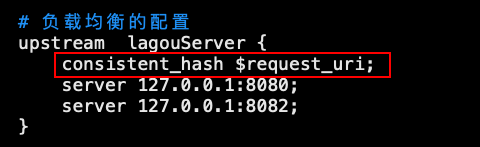 # 负载均衡的配置
upstream  lagouServer {
    consistent_hash $request_uri;
    server 127.0.0.1:8080;
    server 127.0.0.1:8082;
}